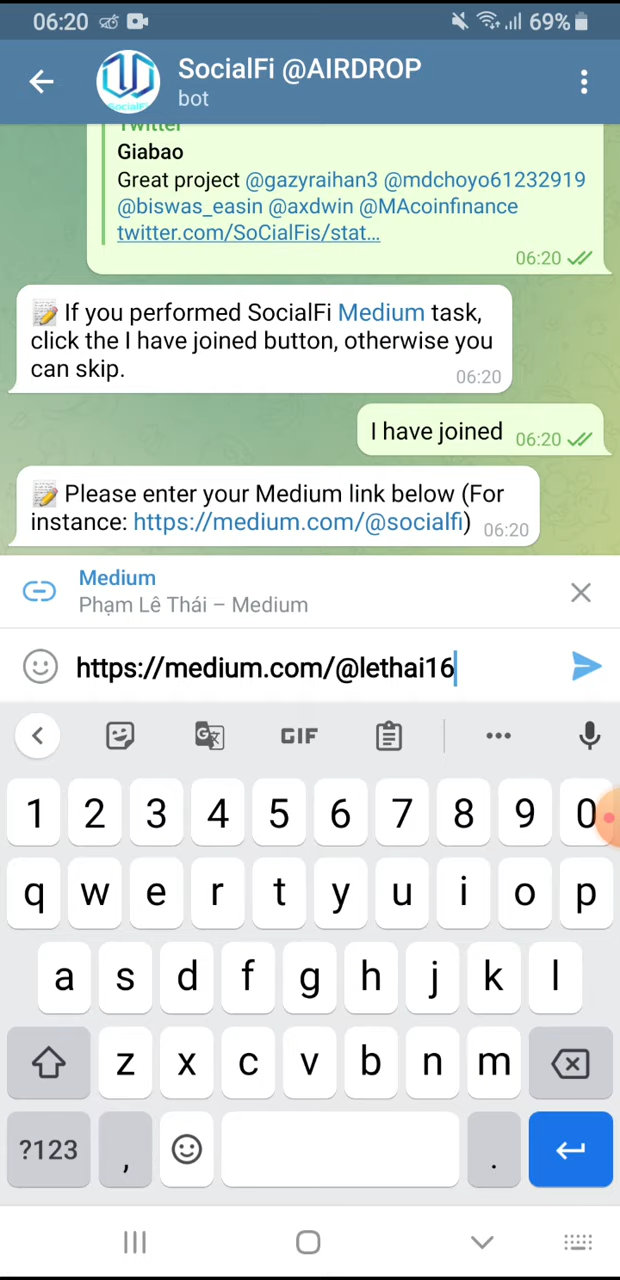 06:20
69%
SocialFi @AIRDROP
bot
SocialFi
Twitter
Giabao
Great project @gazyraihan3 @mdchoyo61232919
@biswas_easin @axdwin @MAcoinfinance
twitter.com/SoCialFis/stat...
06:20
📝 If you performed SocialFi Medium task,
click the I have joined button, otherwise you
can skip.
06:20
I have joined
06:20
📝 Please enter your Medium link below (For
instance: https://medium.com/@socialfi)
06:20
Medium
Phạm Lê Thái – Medium
https://medium.com/@lethai16
GIF
1 2 3 4 5 6 7 8 9 0
q w e r t y u i o p
a s d f g h j k l
z x c v b n m
?123 , .